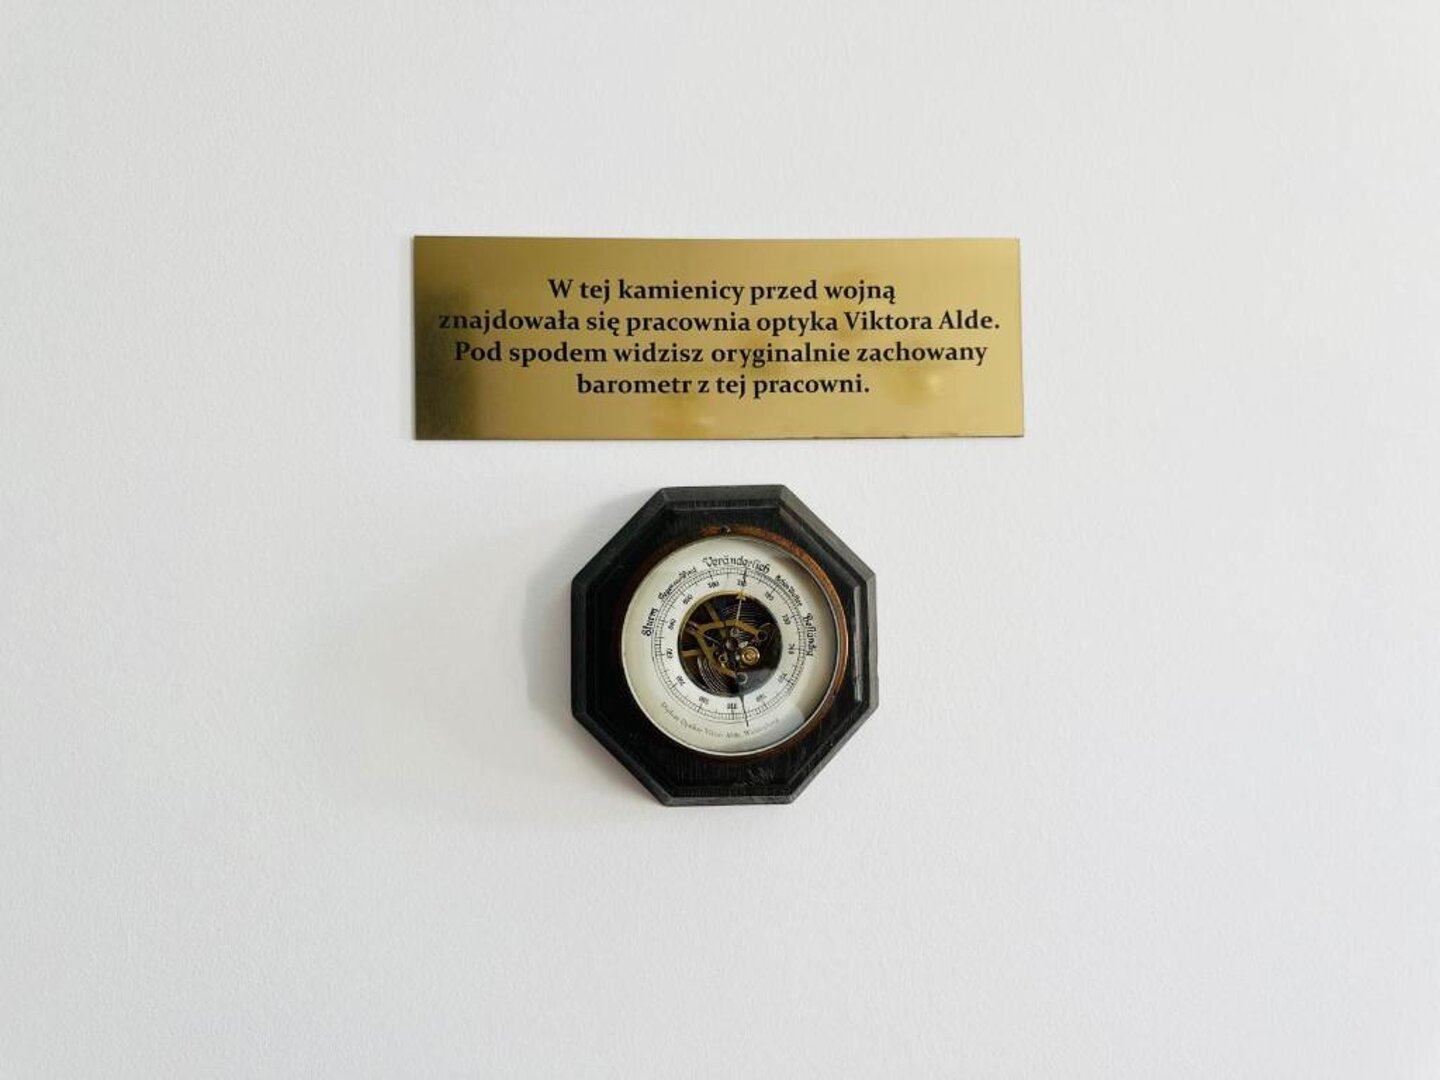 W tej kamienicy przed wojną
znajdowała się pracownia optyka Viktora Alde.
Pod spodem widzisz oryginalnie zachowany
barometr z tej pracowni.
Veränderlich
Sturm
Beständig